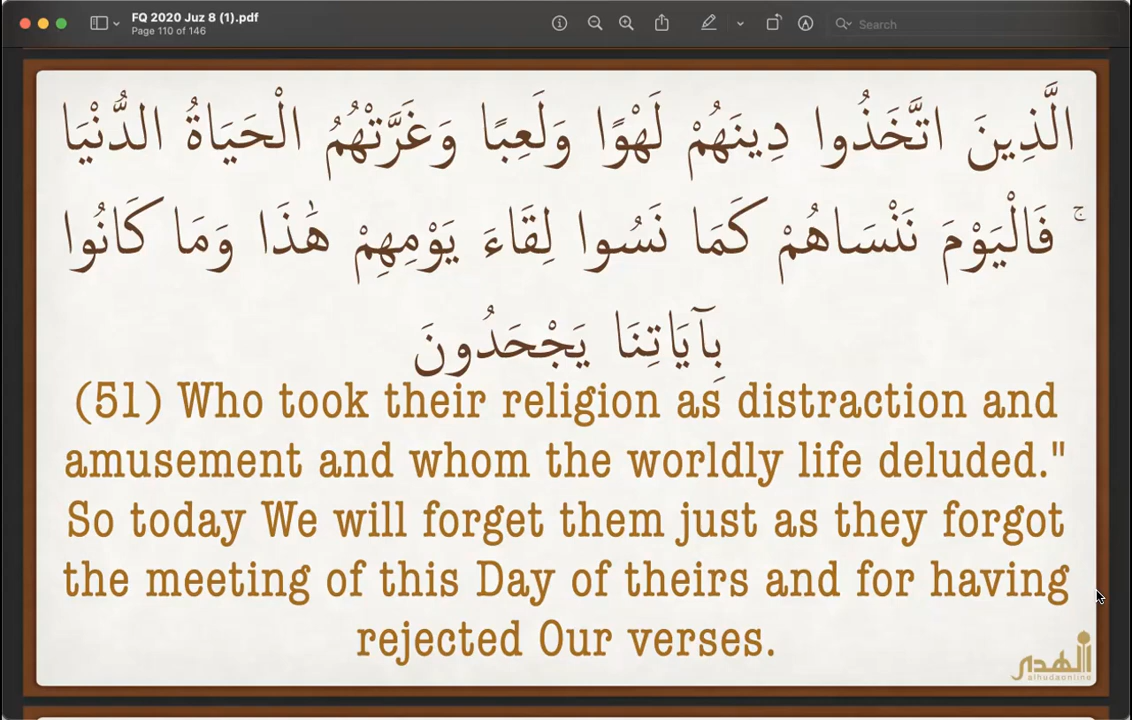 FQ 2020 Juz 8 (1).pdf
Page 110 of 146
Search
الَّذِينَ اتَّخَذُوا دِينَهُمْ لَهْوًا وَلَعِبًا وَغَرَّتْهُمُ الْحَيَاةُ الدُّنْيَا
ۚ فَالْيَوْمَ نَنْسَاهُمْ كَمَا نَسُوا لِقَاءَ يَوْمِهِمْ هَٰذَا وَمَا كَانُوا
بِآيَاتِنَا يَجْحَدُونَ
(51) Who took their religion as distraction and
amusement and whom the worldly life deluded."
So today We will forget them just as they forgot
the meeting of this Day of theirs and for having
rejected Our verses.
الهدى
alhudaonline